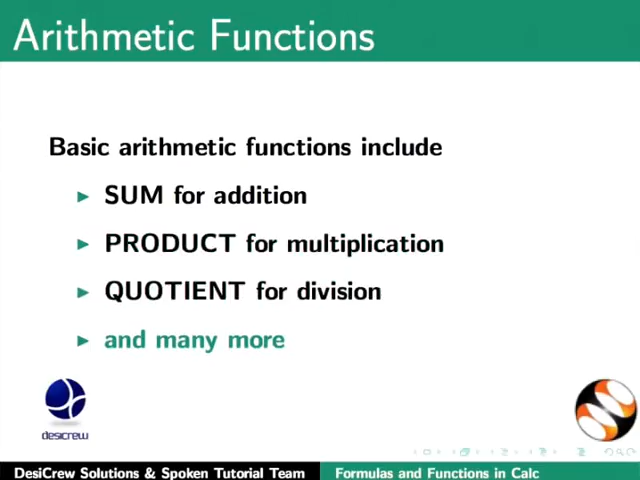 Arithmetic Functions
Basic arithmetic functions include
SUM for addition
PRODUCT for multiplication
QUOTIENT for division
and many more
desicrew
DesiCrew Solutions & Spoken Tutorial Team
Formulas and Functions in Calc